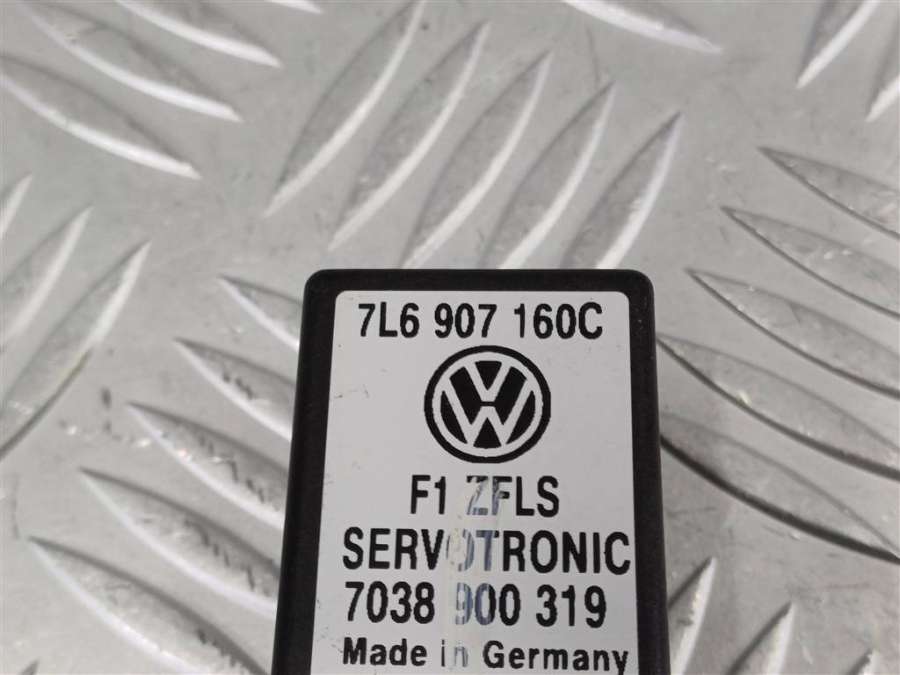 7L6 907 160C
F1 ZFLS
SERVOTRONIC
7038 900 319
Made in Germany